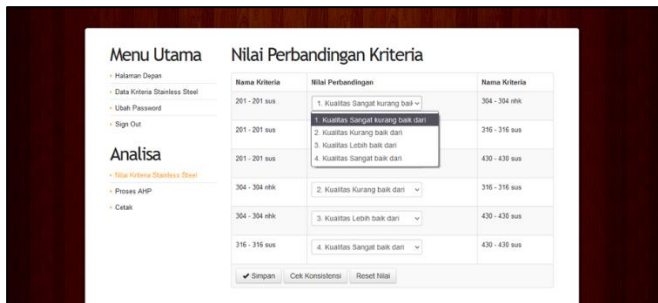 Menu Utama
Halaman Depan
Data Kriteria Stainless Steel
Ubah Password
Sign Out
Analisa
Nilai Kriteria Stainless Steel
Proses AHP
Cetak
Nilai Perbandingan Kriteria
Nama Kriteria Nilai Perbandingan Nama Kriteria
201 - 201 sus 1. Kualitas Sangat kurang baik 304 - 304 nhk
1. Kualitas Sangat kurang baik dari
2. Kualitas Kurang baik dari
3. Kualitas Lebih baik dari
4. Kualitas Sangat baik dari
201 - 201 sus 316 - 316 sus
201 - 201 sus 430 - 430 sus
304 - 304 nhk 2. Kualitas Kurang baik dari 316 - 316 sus
304 - 304 nhk 3. Kualitas Lebih baik dari 430 - 430 sus
316 - 316 sus 4. Kualitas Sangat baik dari 430 - 430 sus
Simpan Cek Konsistensi Reset Nilai